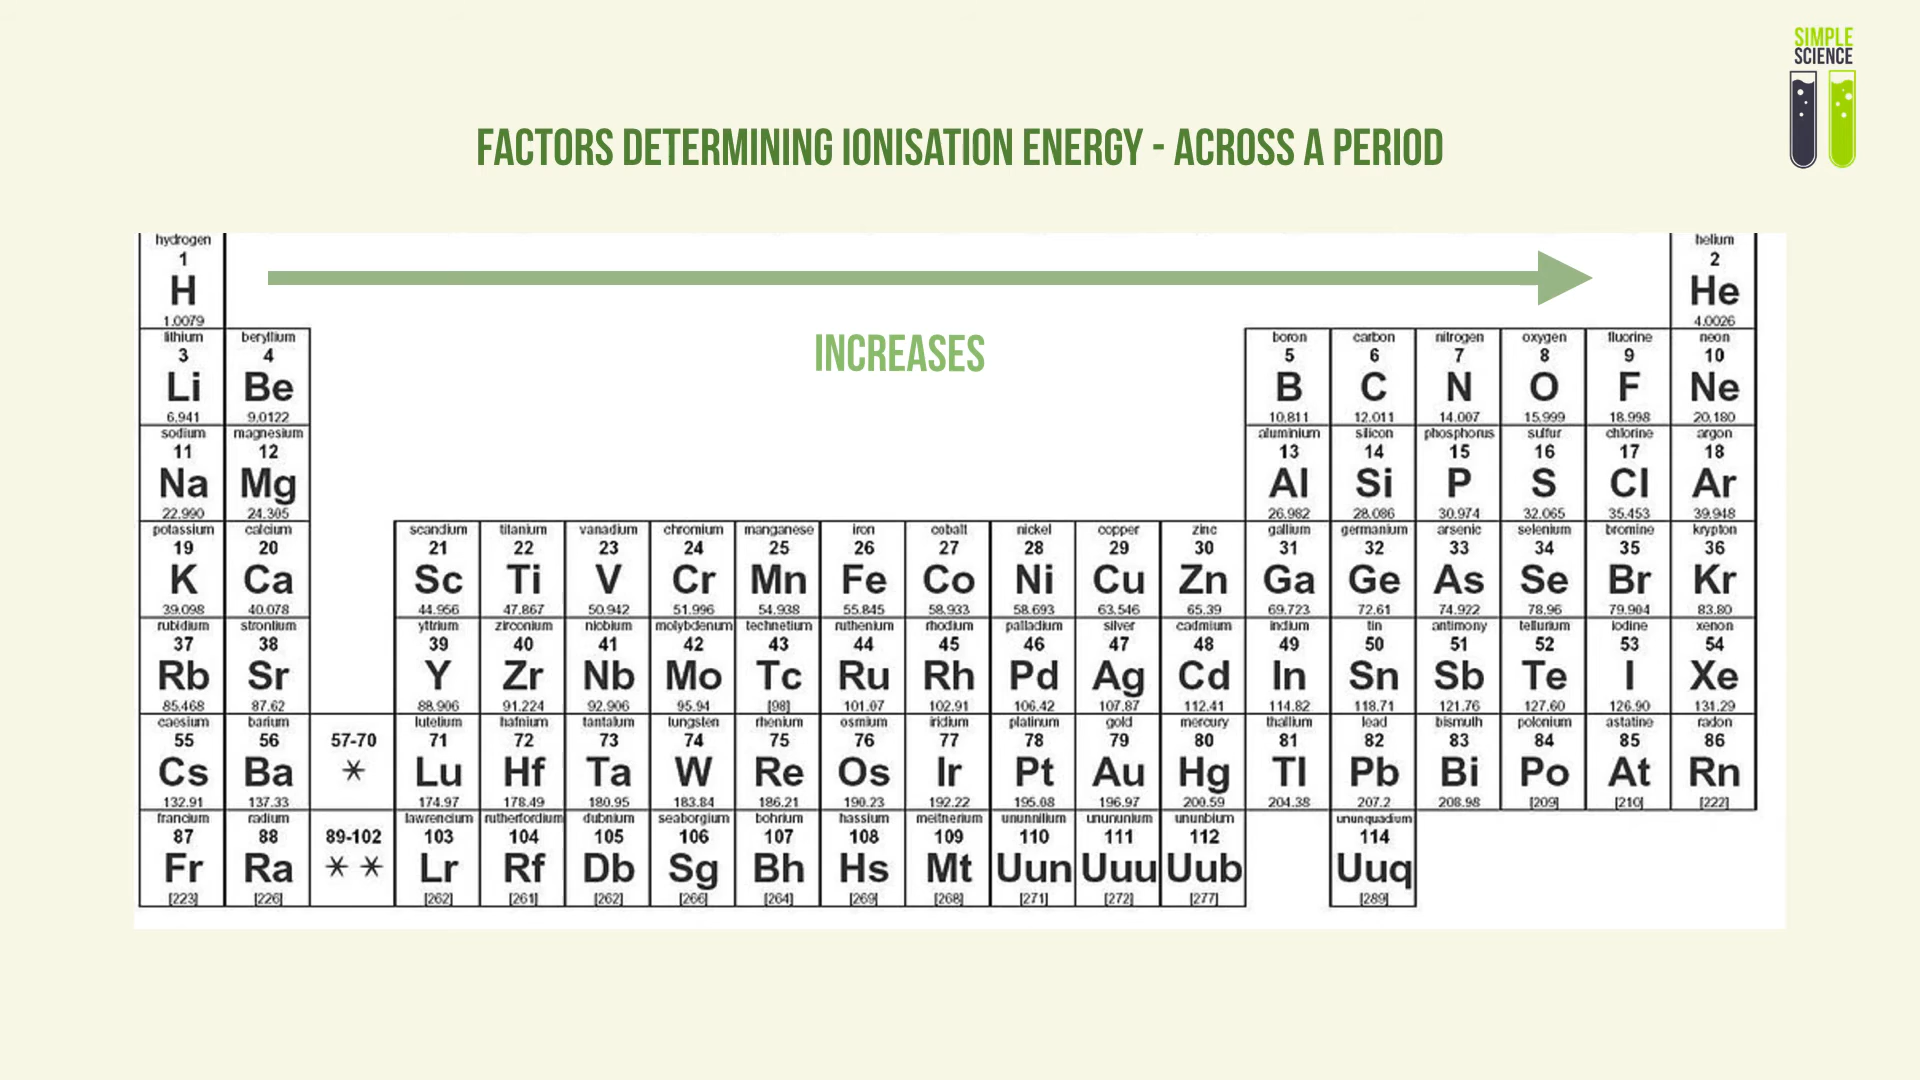 SIMPLE
SCIENCE
FACTORS DETERMINING IONISATION ENERGY - ACROSS A PERIOD
hydrogen helium
1 2
H He
1.0079 4.0026
INCREASES
lithium beryllium boron carbon nitrogen oxygen fluorine neon
3 4 5 6 7 8 9 10
Li Be B C N O F Ne
6.941 9.0122 10.811 12.011 14.007 15.999 18.998 20.180
sodium magnesium aluminium silicon phosphorus sulfur chlorine argon
11 12 13 14 15 16 17 18
Na Mg Al Si P S Cl Ar
22.990 24.305 26.982 28.086 30.974 32.065 35.453 39.948
potassium calcium scandium titanium vanadium chromium manganese iron cobalt nickel copper zinc gallium germanium arsenic selenium bromine krypton
19 20 21 22 23 24 25 26 27 28 29 30 31 32 33 34 35 36
K Ca Sc Ti V Cr Mn Fe Co Ni Cu Zn Ga Ge As Se Br Kr
39.098 40.078 44.956 47.867 50.942 51.996 54.938 55.845 58.933 58.693 63.546 65.39 69.723 72.61 74.922 78.96 79.904 83.80
rubidium strontium yttrium zirconium niobium molybdenum technetium ruthenium rhodium palladium silver cadmium indium tin antimony tellurium iodine xenon
37 38 39 40 41 42 43 44 45 46 47 48 49 50 51 52 53 54
Rb Sr Y Zr Nb Mo Tc Ru Rh Pd Ag Cd In Sn Sb Te I Xe
85.468 87.62 88.906 91.224 92.906 95.94 [98] 101.07 102.91 106.42 107.87 112.41 114.82 118.71 121.76 127.60 126.90 131.29
caesium barium lutetium hafnium tantalum tungsten rhenium osmium iridium platinum gold mercury thallium lead bismuth polonium astatine radon
55 56 57-70 71 72 73 74 75 76 77 78 79 80 81 82 83 84 85 86
Cs Ba * Lu Hf Ta W Re Os Ir Pt Au Hg Tl Pb Bi Po At Rn
132.91 137.33 174.97 178.49 180.95 183.84 186.21 190.23 192.22 195.08 196.97 200.59 204.38 207.2 208.98 [209] [210] [222]
francium radium lawrencium rutherfordium dubnium seaborgium bohrium hassium meitnerium ununnilium unununium ununbium ununquadium
87 88 89-102 103 104 105 106 107 108 109 110 111 112 114
Fr Ra * * Lr Rf Db Sg Bh Hs Mt Uun Uuu Uub Uuq
[223] [226] [262] [261] [262] [266] [264] [269] [268] [271] [272] [277] [289]